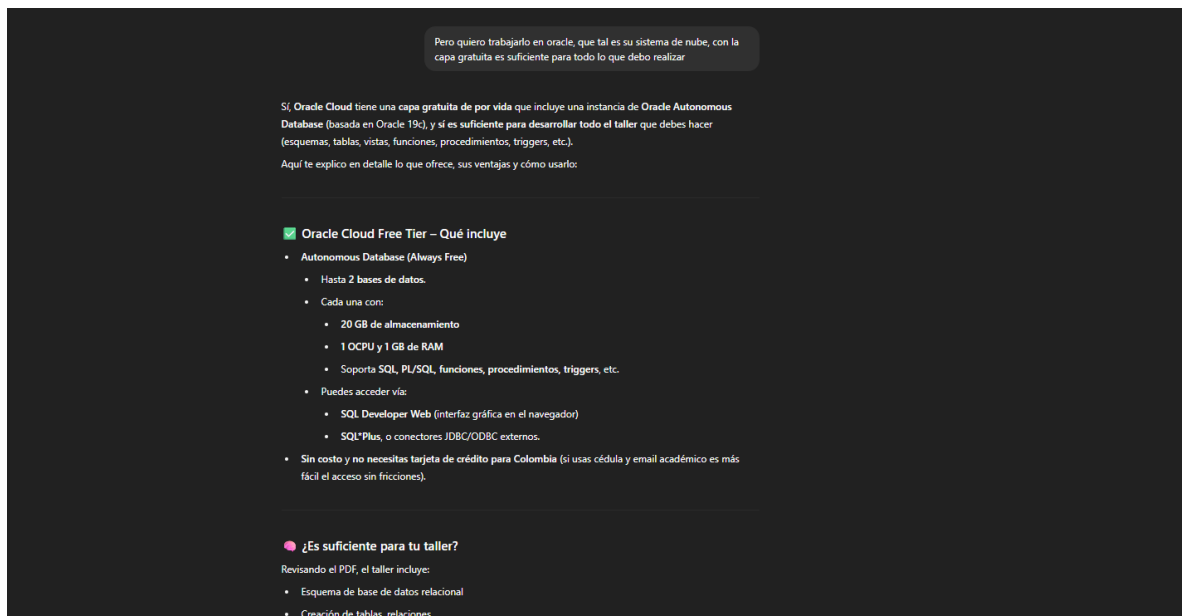 Pero quiero trabajarlo en oracle, que tal es su sistema de nube, con la
capa gratuita es suficiente para todo lo que debo realizar
Sí, Oracle Cloud tiene una capa gratuita de por vida que incluye una instancia de Oracle Autonomous
Database (basada en Oracle 19c), y sí es suficiente para desarrollar todo el taller que debes hacer
(esquemas, tablas, vistas, funciones, procedimientos, triggers, etc.).
Aquí te explico en detalle lo que ofrece, sus ventajas y cómo usarlo:
✅ Oracle Cloud Free Tier – Qué incluye
• Autonomous Database (Always Free)
• Hasta 2 bases de datos.
• Cada una con:
• 20 GB de almacenamiento
• 1 OCPU y 1 GB de RAM
• Soporta SQL, PL/SQL, funciones, procedimientos, triggers, etc.
• Puedes acceder vía:
• SQL Developer Web (interfaz gráfica en el navegador)
• SQL*Plus, o conectores JDBC/ODBC externos.
• Sin costo y no necesitas tarjeta de crédito para Colombia (si usas cédula y email académico es más
fácil el acceso sin fricciones).
🧠 ¿Es suficiente para tu taller?
Revisando el PDF, el taller incluye:
• Esquema de base de datos relacional
• Creación de tablas, relaciones